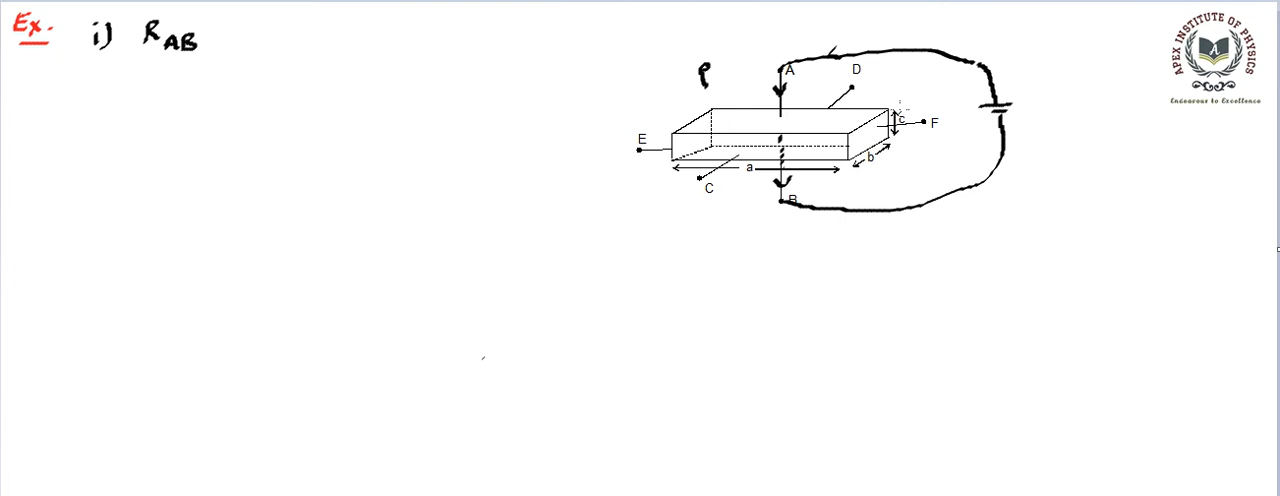 Ex. i) R_AB
ρ
A
D
E
F
c
b
a
C
B
APEX INSTITUTE OF PHYSICS
A
Endeavour to Excellence